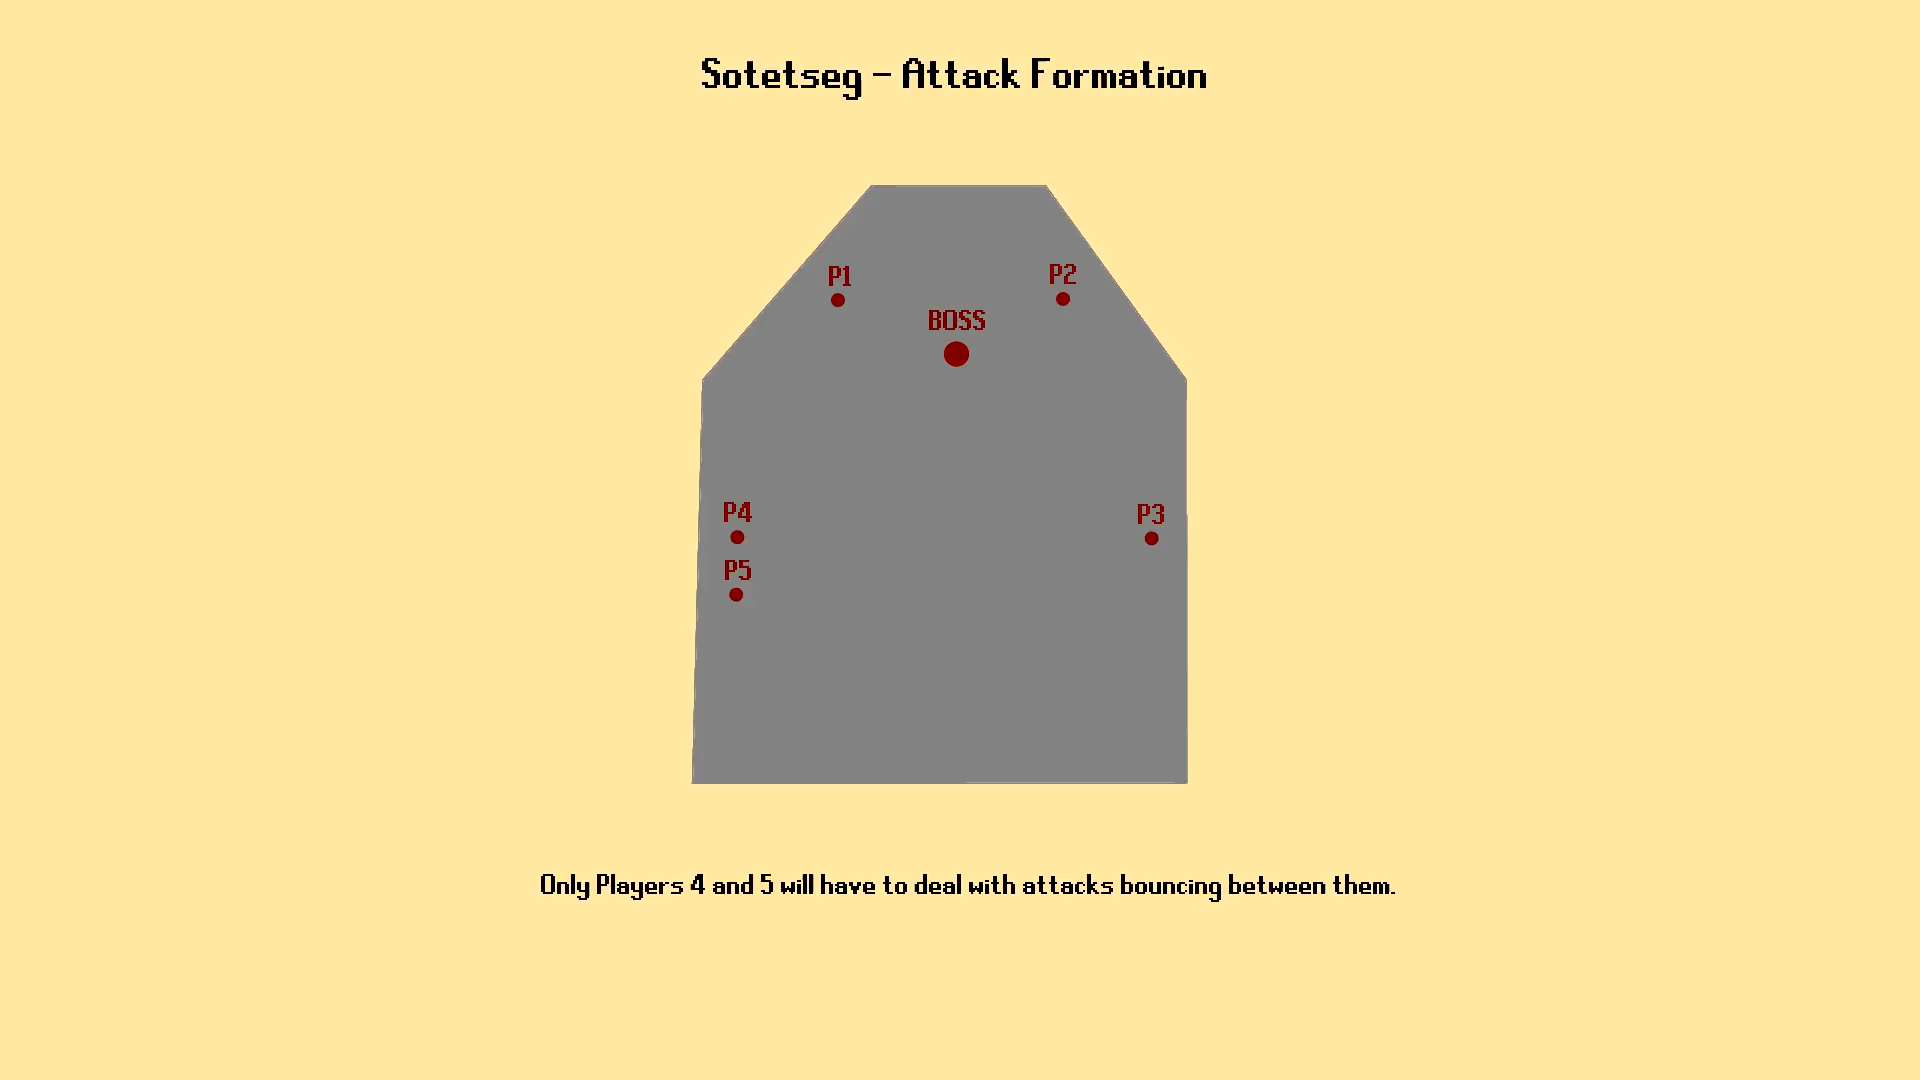 Sotetseg - Attack Formation
P1
P2
BOSS
P4
P3
P5
Only Players 4 and 5 will have to deal with attacks bouncing between them.